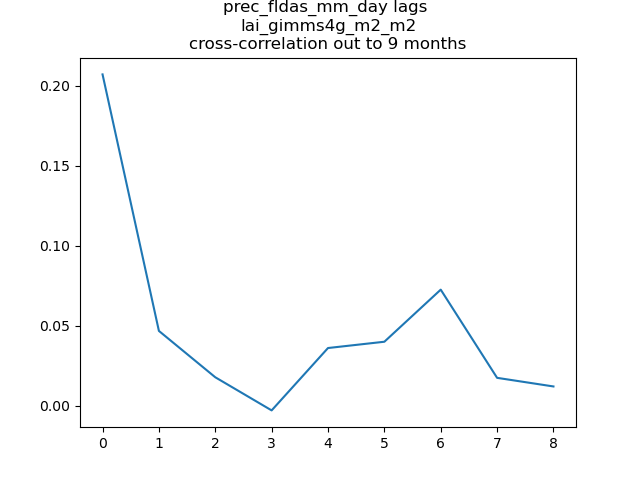 prec_fldas_mm_day lags
lai_gimms4g_m2_m2
cross-correlation out to 9 months
0.20
0.15
0.10
0.05
0.00
0 1 2 3 4 5 6 7 8